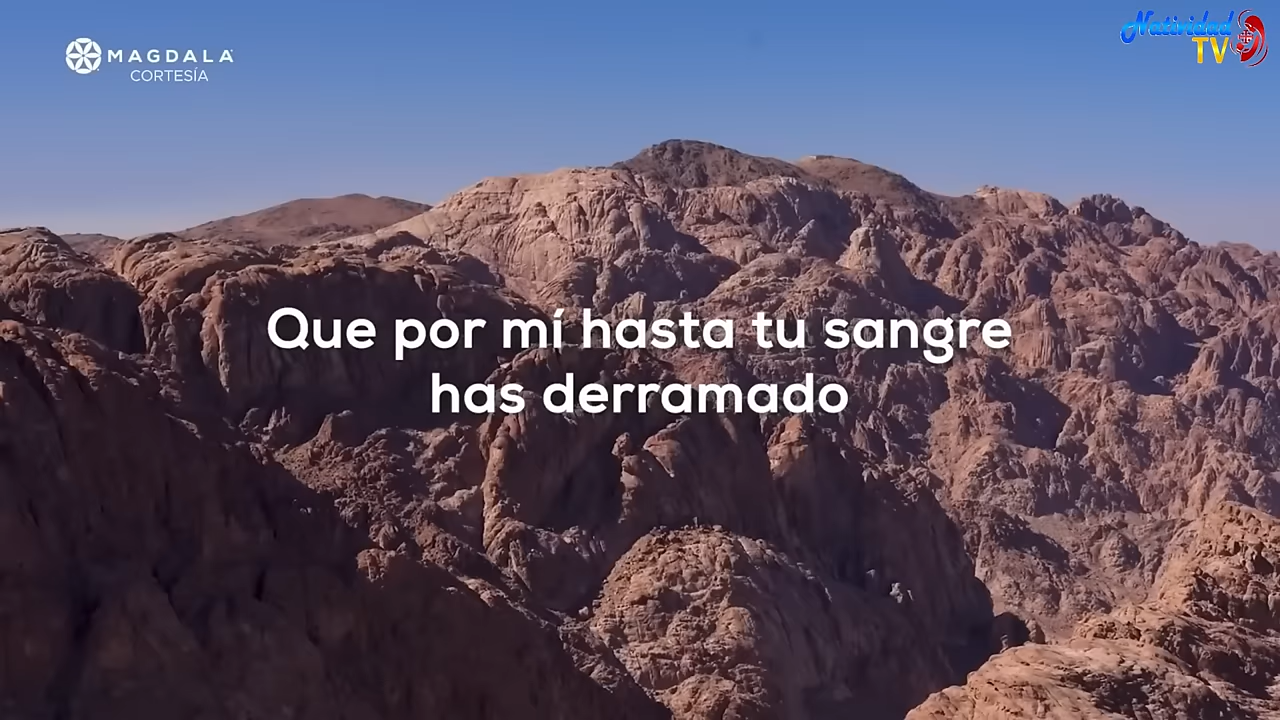 MAGDALA
CORTESÍA
Natividad
TV
Que por mí hasta tu sangre
has derramado